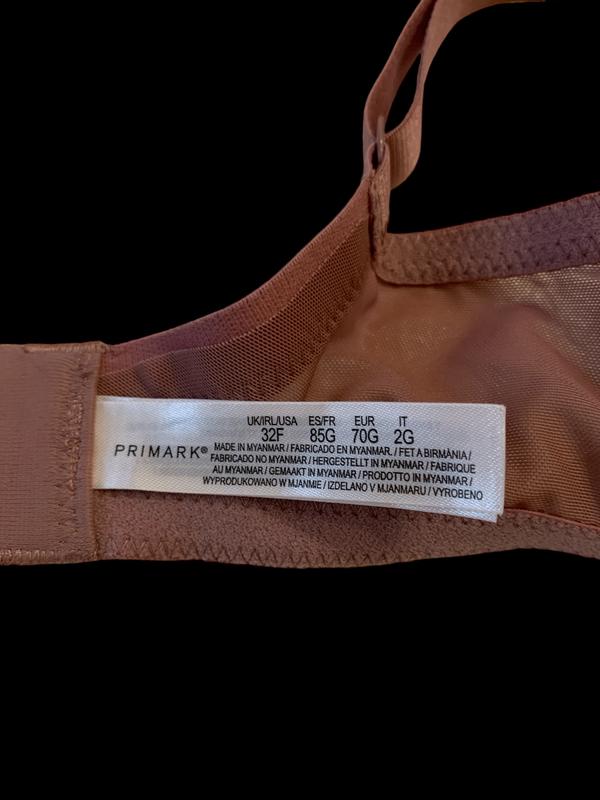 UK/IRL/USA ES/FR EUR IT
32F 85G 70G 2G
PRIMARK®
MADE IN MYANMAR / FABRICADO EN MYANMAR. / FET A BIRMÀNIA /
FABRICADO NO MYANMAR / HERGESTELLT IN MYANMAR / FABRIQUÉ
AU MYANMAR / GEMAAKT IN MYANMAR / PRODOTTO IN MYANMAR /
WYPRODUKOWANO W MJANMIE / IZDELANO V MJANMARU / VYROBENO